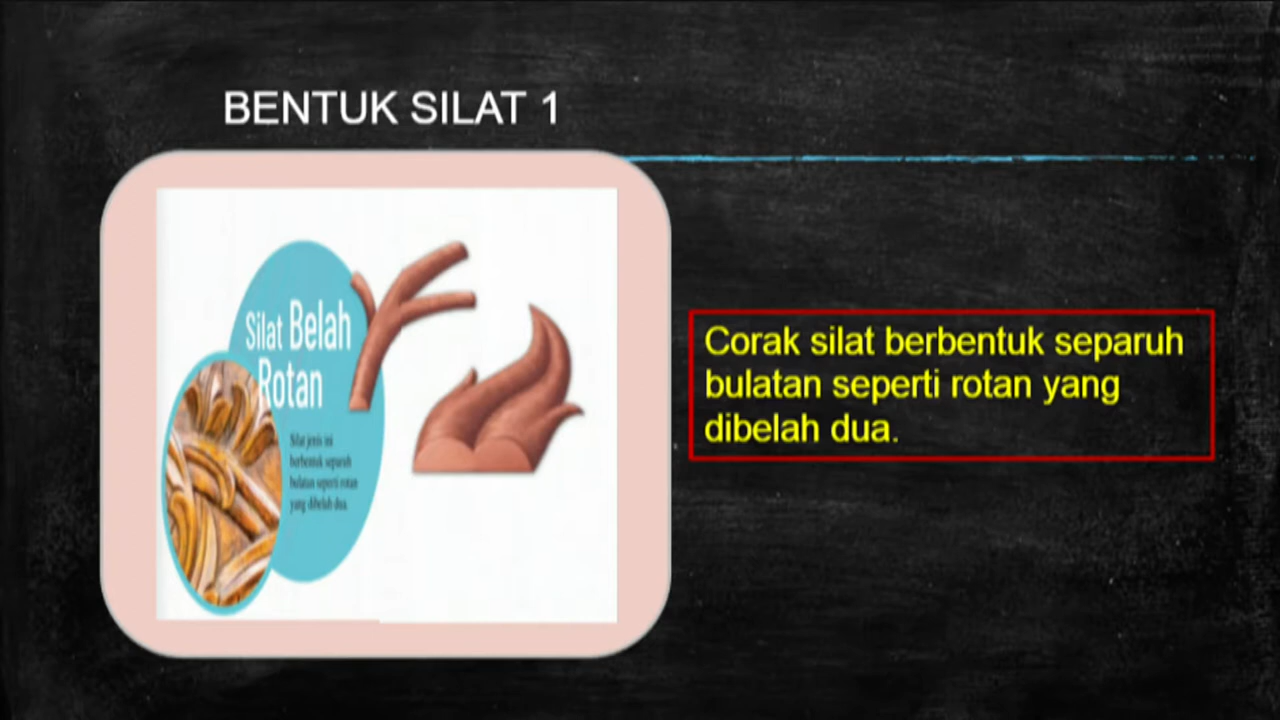 BENTUK SILAT 1
Silat Belah
Rotan
Silat jenis ini
berbentuk separuh
bulatan seperti rotan
yang dibelah dua.
Corak silat berbentuk separuh
bulatan seperti rotan yang
dibelah dua.